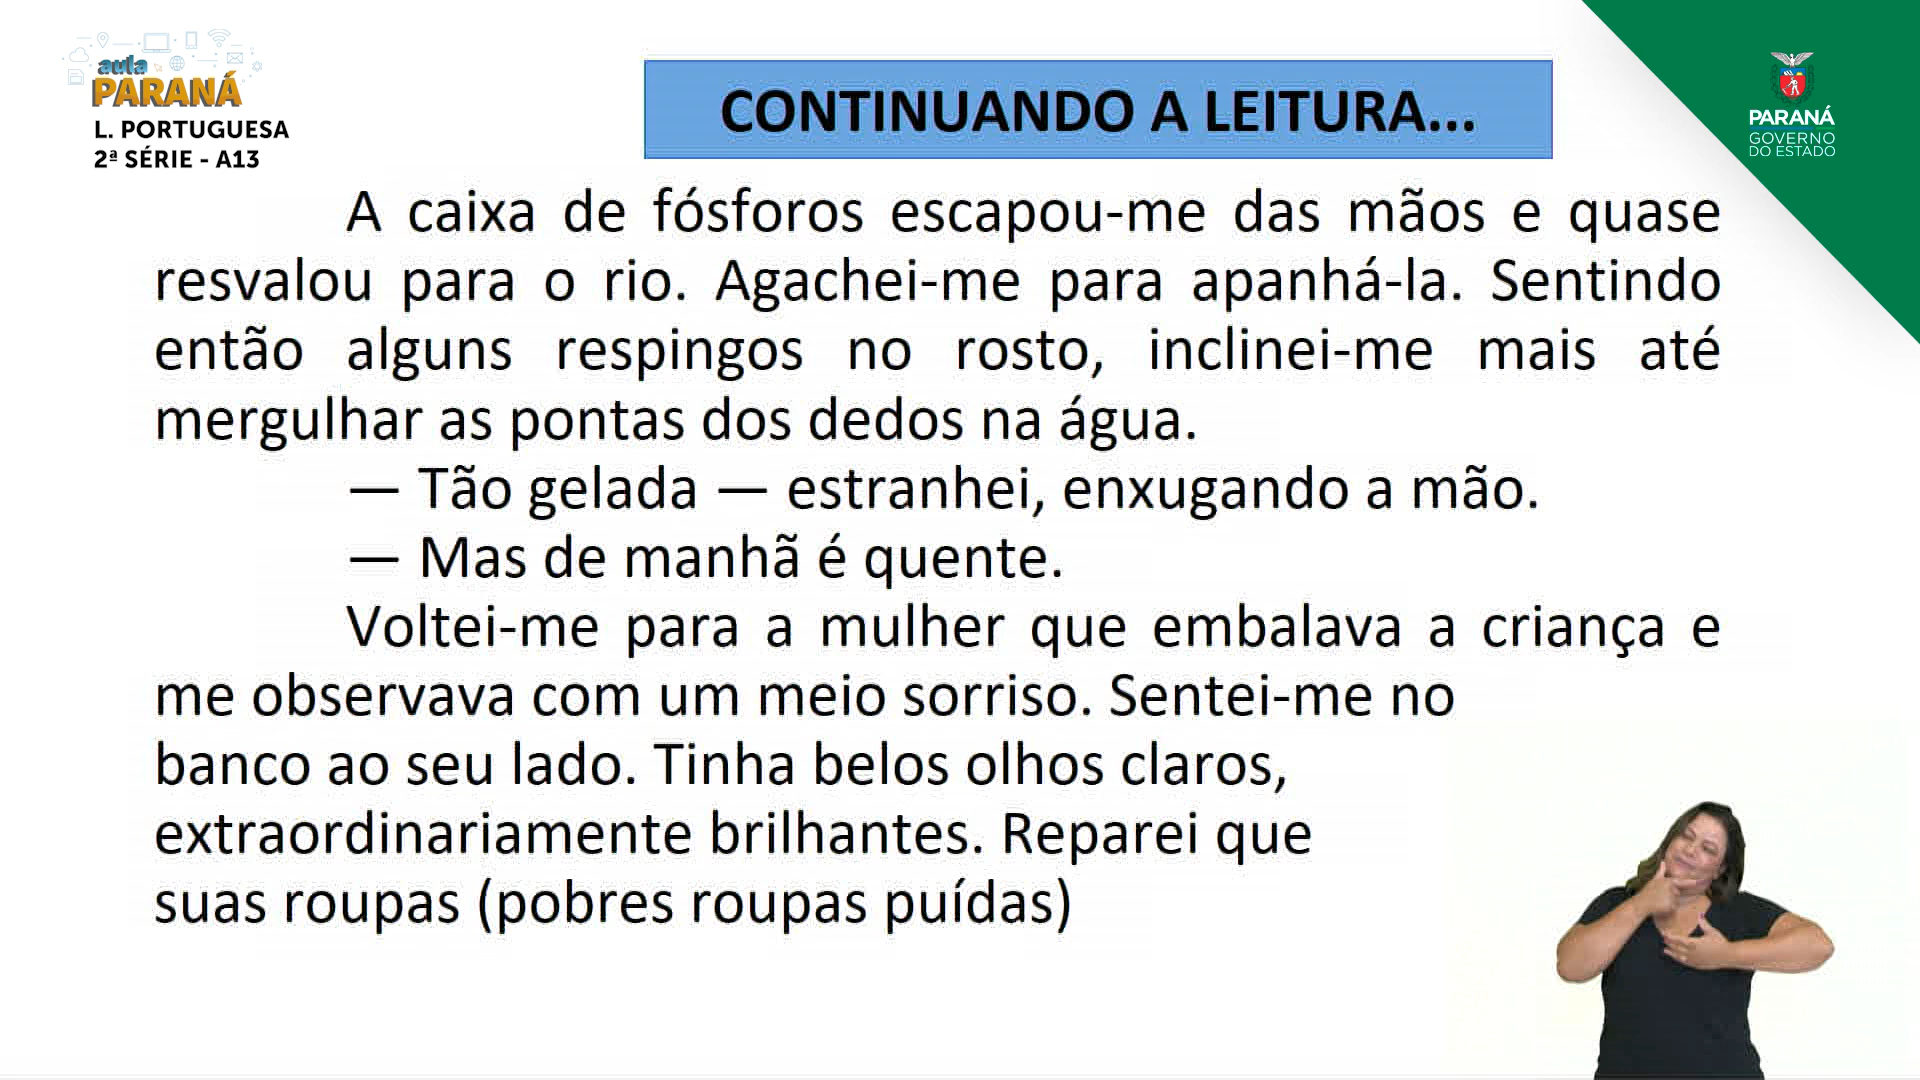 aula
PARANÁ
L. PORTUGUESA
2ª SÉRIE - A13
CONTINUANDO A LEITURA...
PARANÁ
GOVERNO
DO ESTADO
A caixa de fósforos escapou-me das mãos e quase
resvalou para o rio. Agachei-me para apanhá-la. Sentindo
então alguns respingos no rosto, inclinei-me mais até
mergulhar as pontas dos dedos na água.
— Tão gelada — estranhei, enxugando a mão.
— Mas de manhã é quente.
Voltei-me para a mulher que embalava a criança e
me observava com um meio sorriso. Sentei-me no
banco ao seu lado. Tinha belos olhos claros,
extraordinariamente brilhantes. Reparei que
suas roupas (pobres roupas puídas)